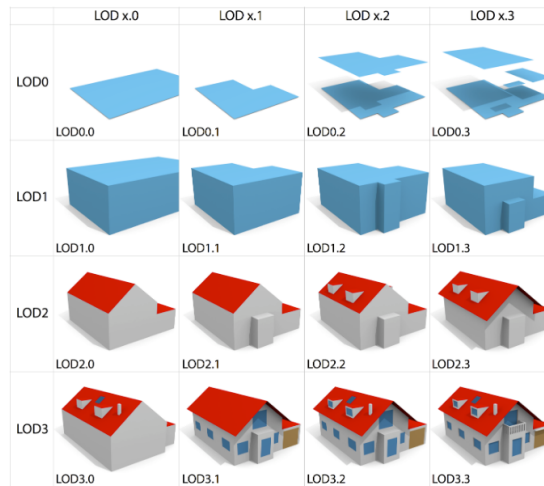 LOD x.0 LOD x.1 LOD x.2 LOD x.3
LOD0
LOD0.0 LOD0.1 LOD0.2 LOD0.3
LOD1
LOD1.0 LOD1.1 LOD1.2 LOD1.3
LOD2
LOD2.0 LOD2.1 LOD2.2 LOD2.3
LOD3
LOD3.0 LOD3.1 LOD3.2 LOD3.3